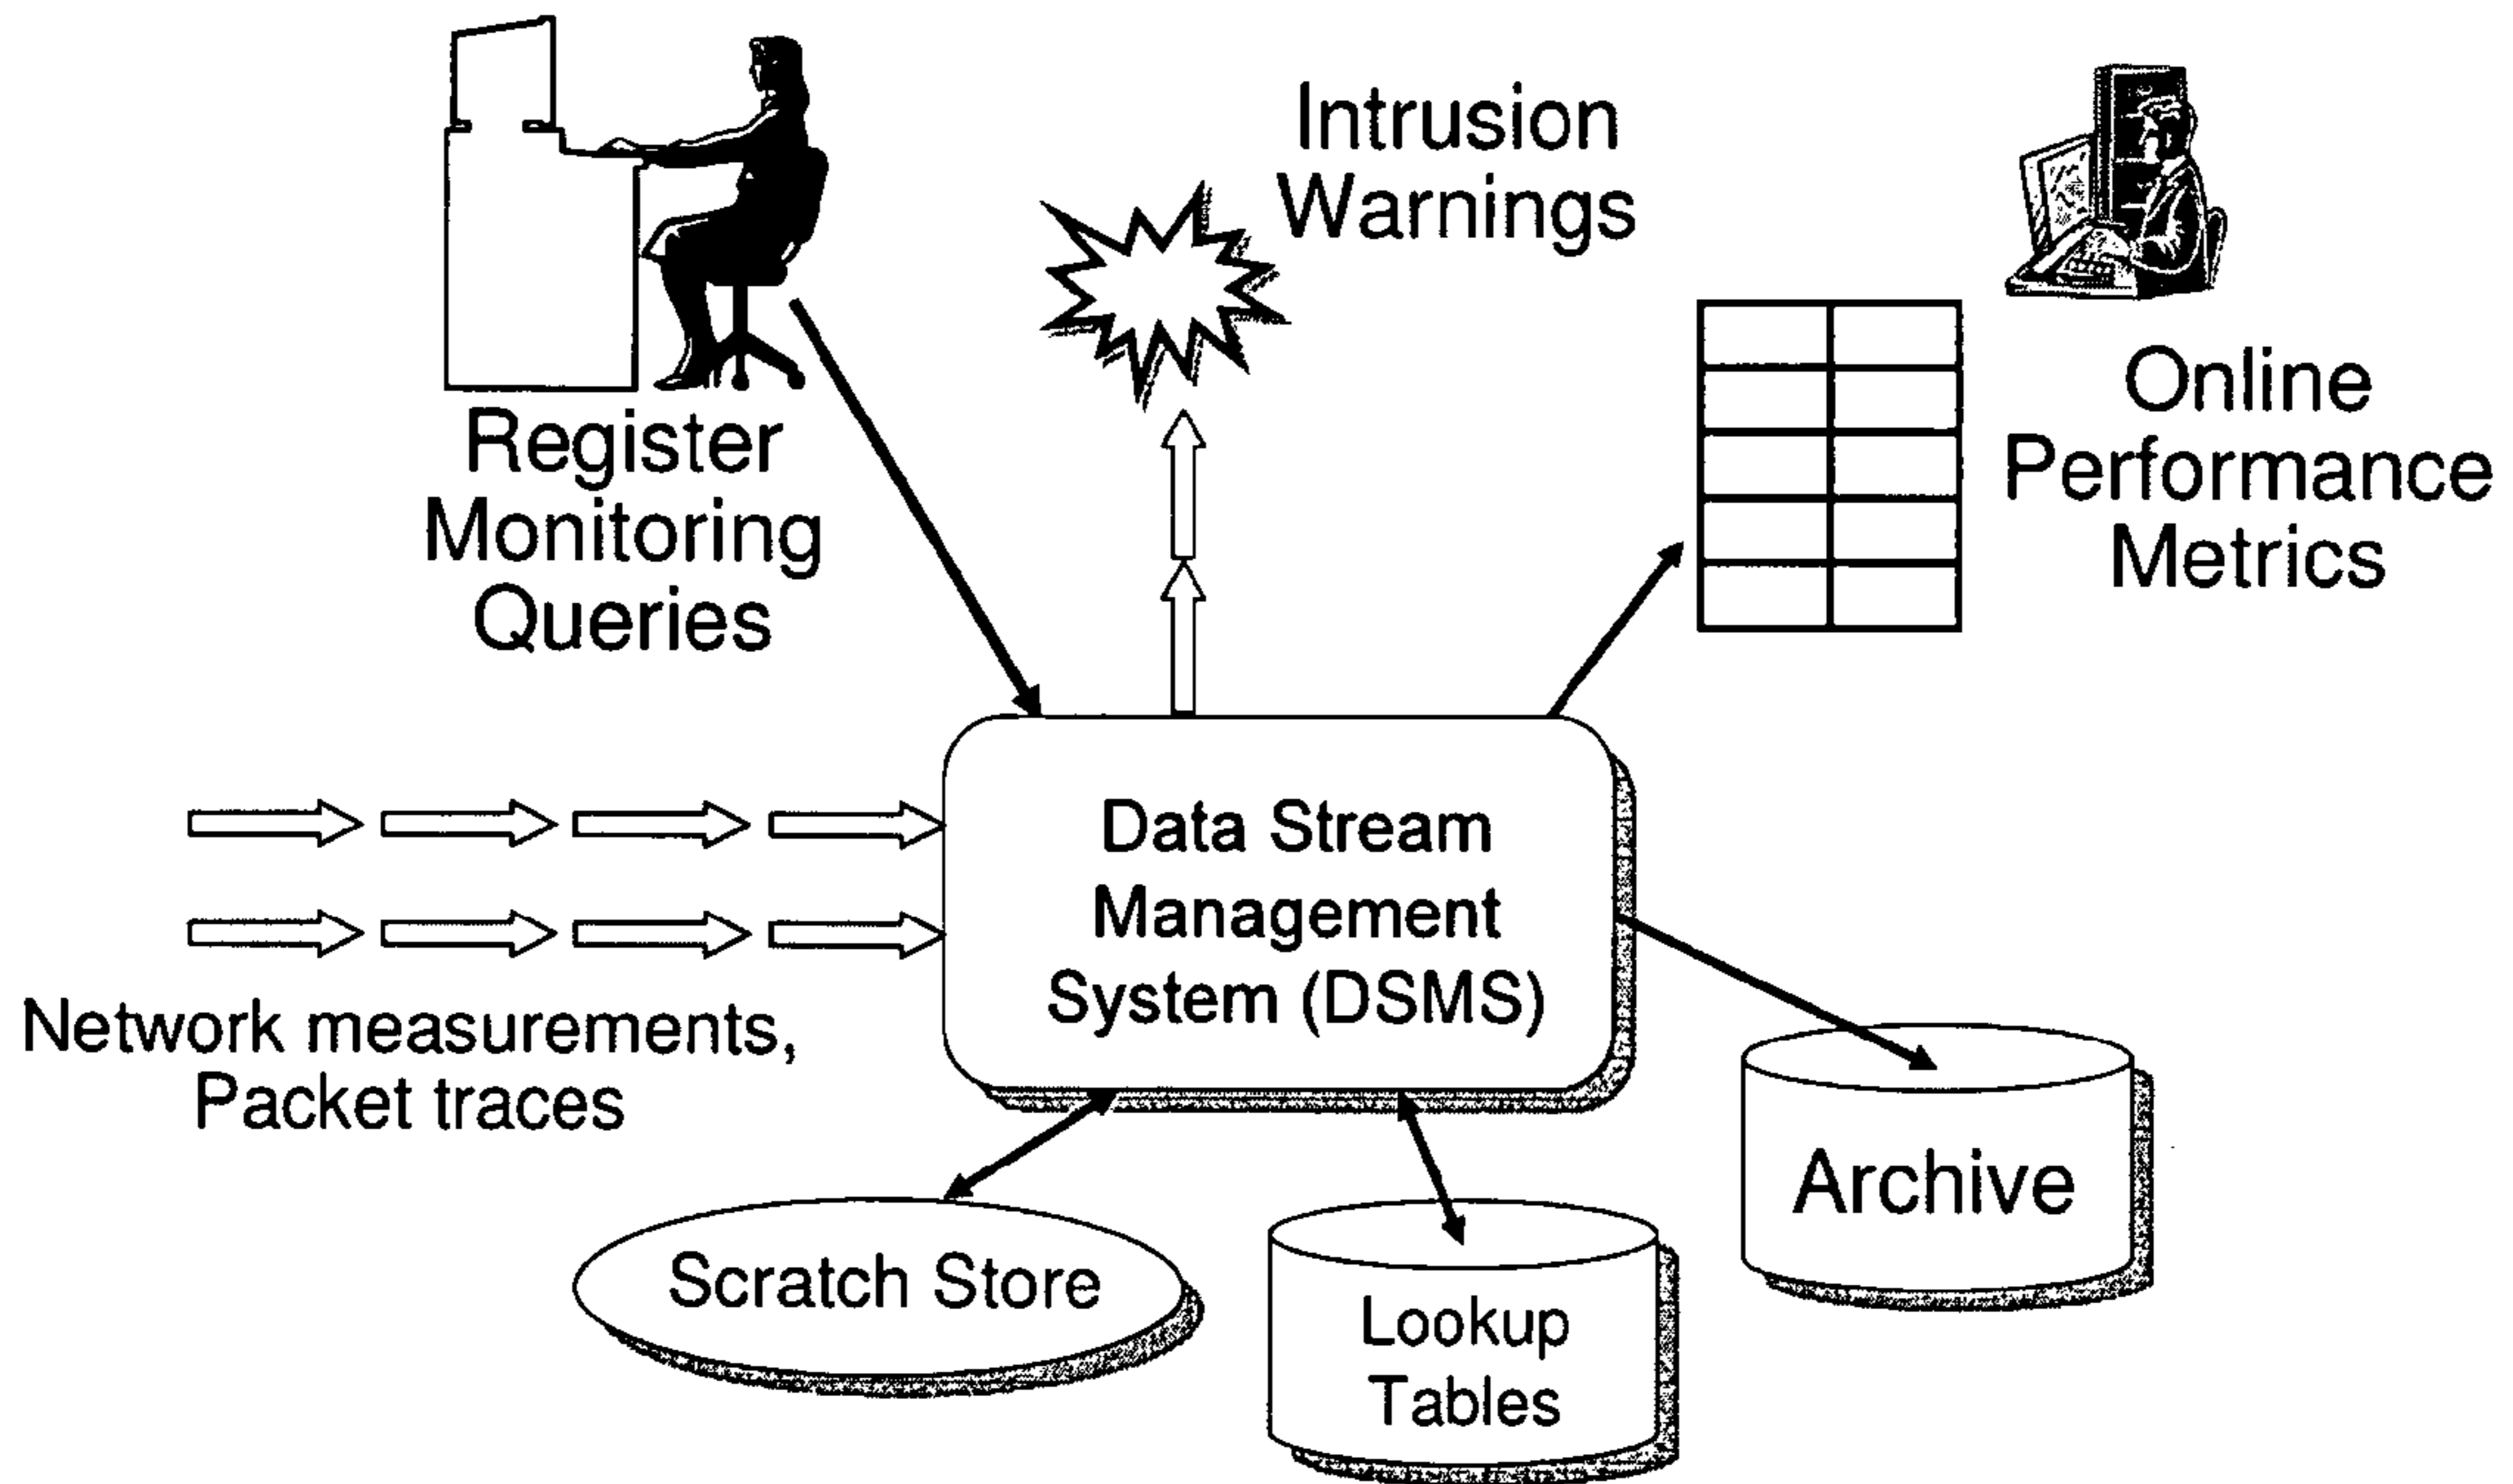 Register
Monitoring
Queries
Intrusion
Warnings
Online
Performance
Metrics
Network measurements,
Packet traces
Data Stream
Management
System (DSMS)
Scratch Store
Lookup
Tables
Archive